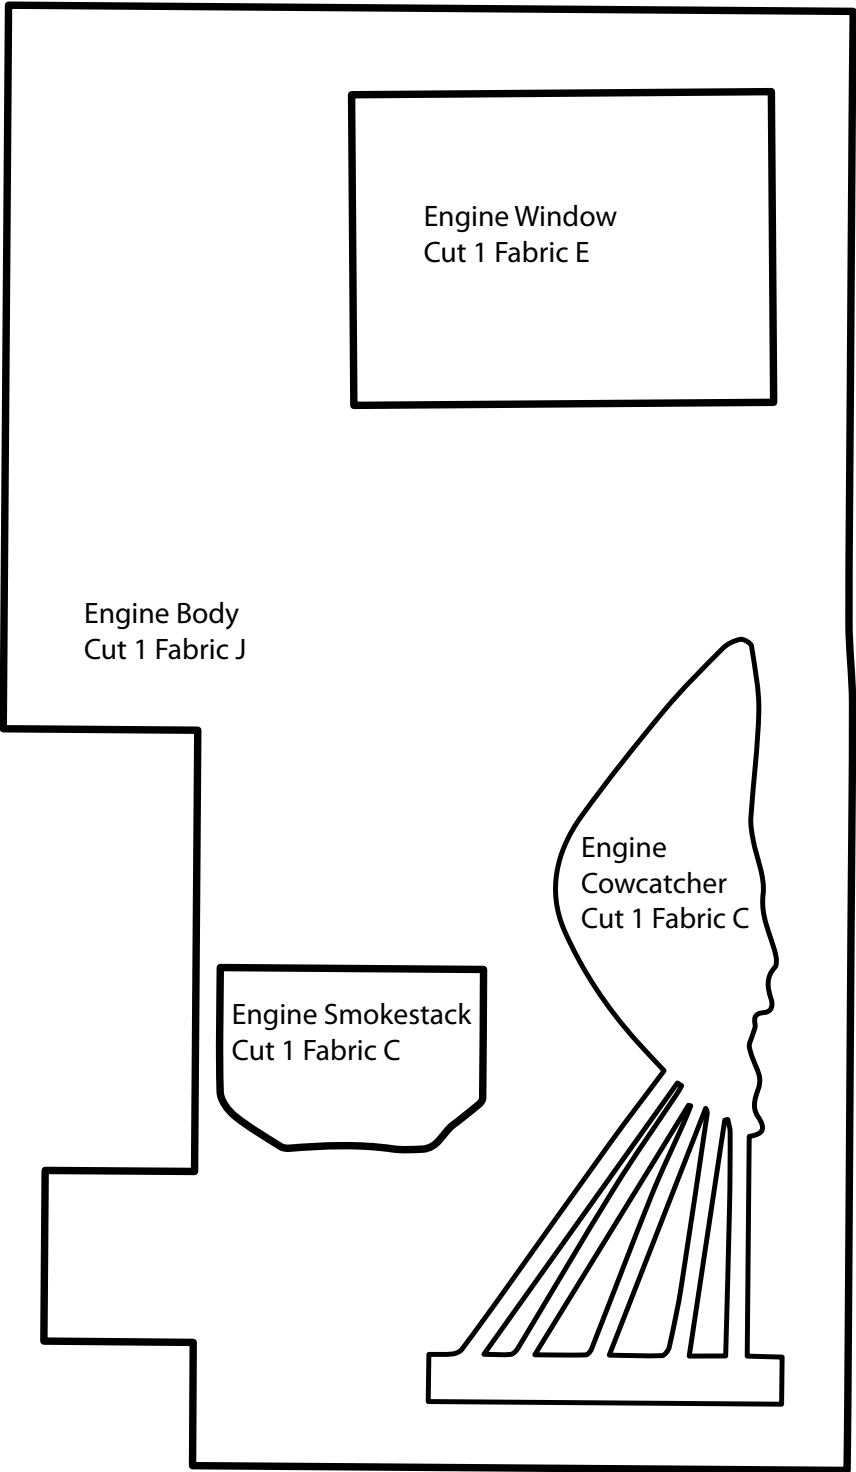 Engine Window
Cut 1 Fabric E
Engine Body
Cut 1 Fabric J
Engine
Cowcatcher
Cut 1 Fabric C
Engine Smokestack
Cut 1 Fabric C